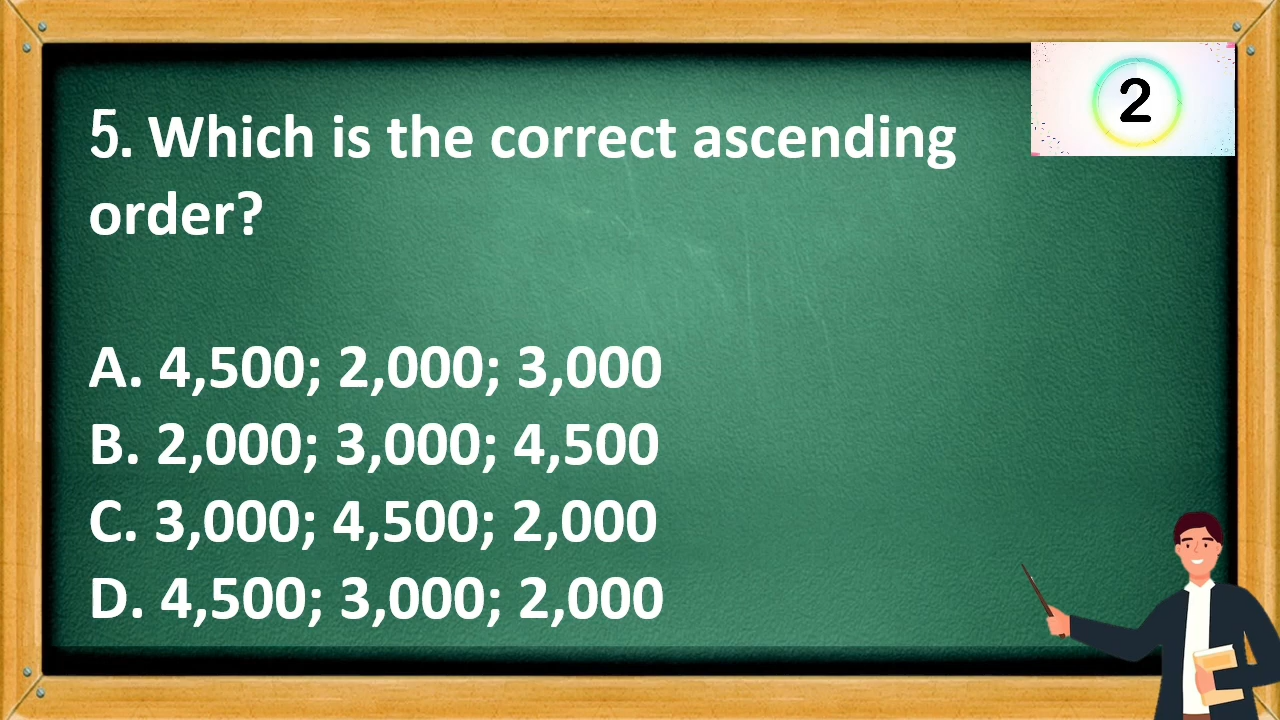 2
5. Which is the correct ascending
order?
A. 4,500; 2,000; 3,000
B. 2,000; 3,000; 4,500
C. 3,000; 4,500; 2,000
D. 4,500; 3,000; 2,000